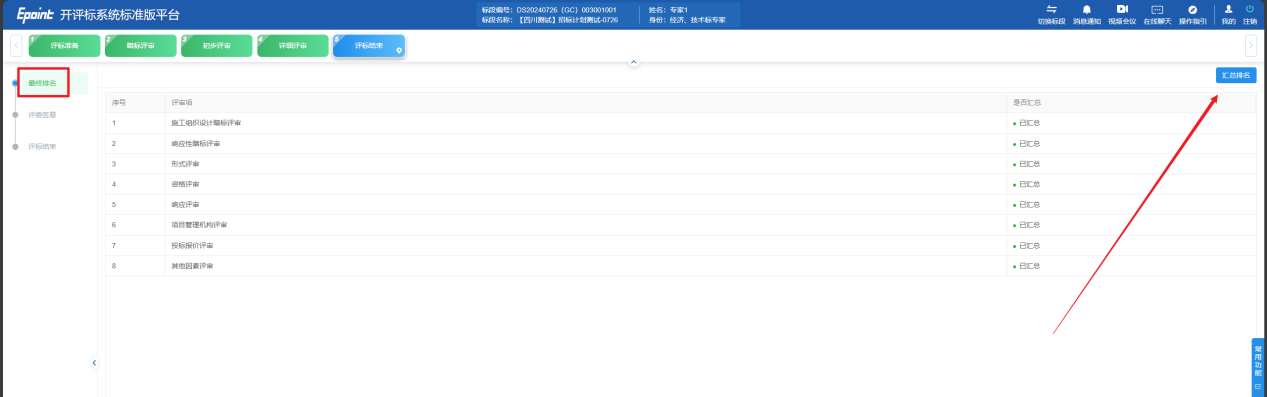 Epoint 开评标系统标准版平台
标段编号：DS20240726（GC）003001001
标段名称：【四川测试】招标计划测试-0726
姓名：专家1
身份：经济、技术标专家
切换标段 消息通知 视频会议 在线聊天 操作指引 我的 注销
1 评标准备 2 暗标评审 3 初步评审 4 详细评审 5 评标结束
最终排名
评委签章
评标结束
汇总排名
序号 评审项 是否汇总
1 施工组织设计暗标评审 已汇总
2 响应性暗标评审 已汇总
3 形式评审 已汇总
4 资格评审 已汇总
5 响应评审 已汇总
6 项目管理机构评审 已汇总
7 投标报价评审 已汇总
8 其他因素评审 已汇总
常用功能